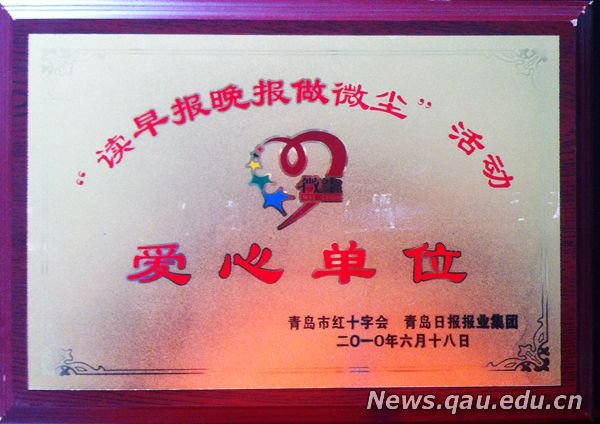 “读早报晚报做微尘”活动
微尘
爱心单位
青岛市红十字会 青岛日报报业集团
二〇一〇年六月十八日
News.qau.edu.cn